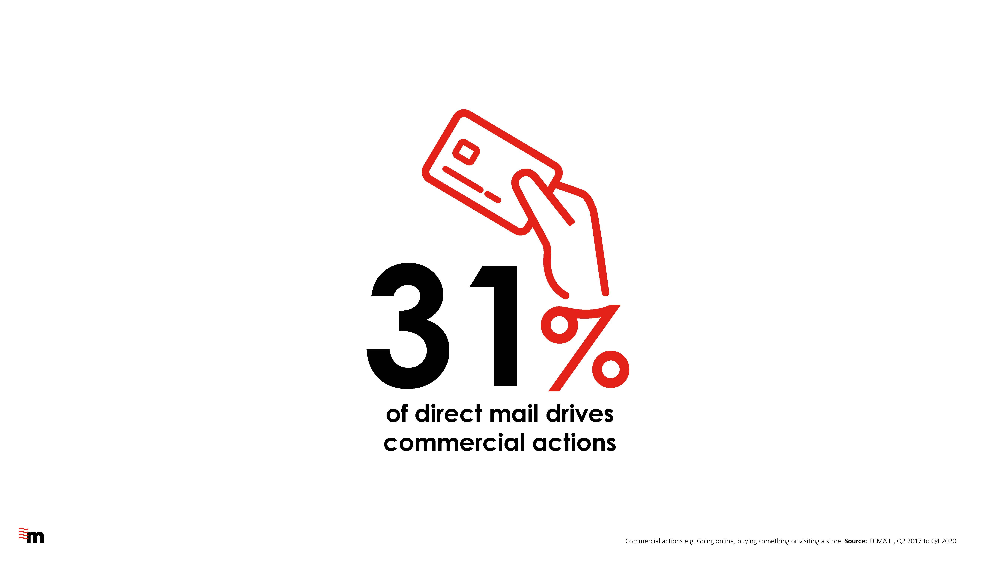 31%
of direct mail drives
commercial actions
m
Commercial actions e.g. Going online, buying something or visiting a store. Source: JICMAIL , Q2 2017 to Q4 2020